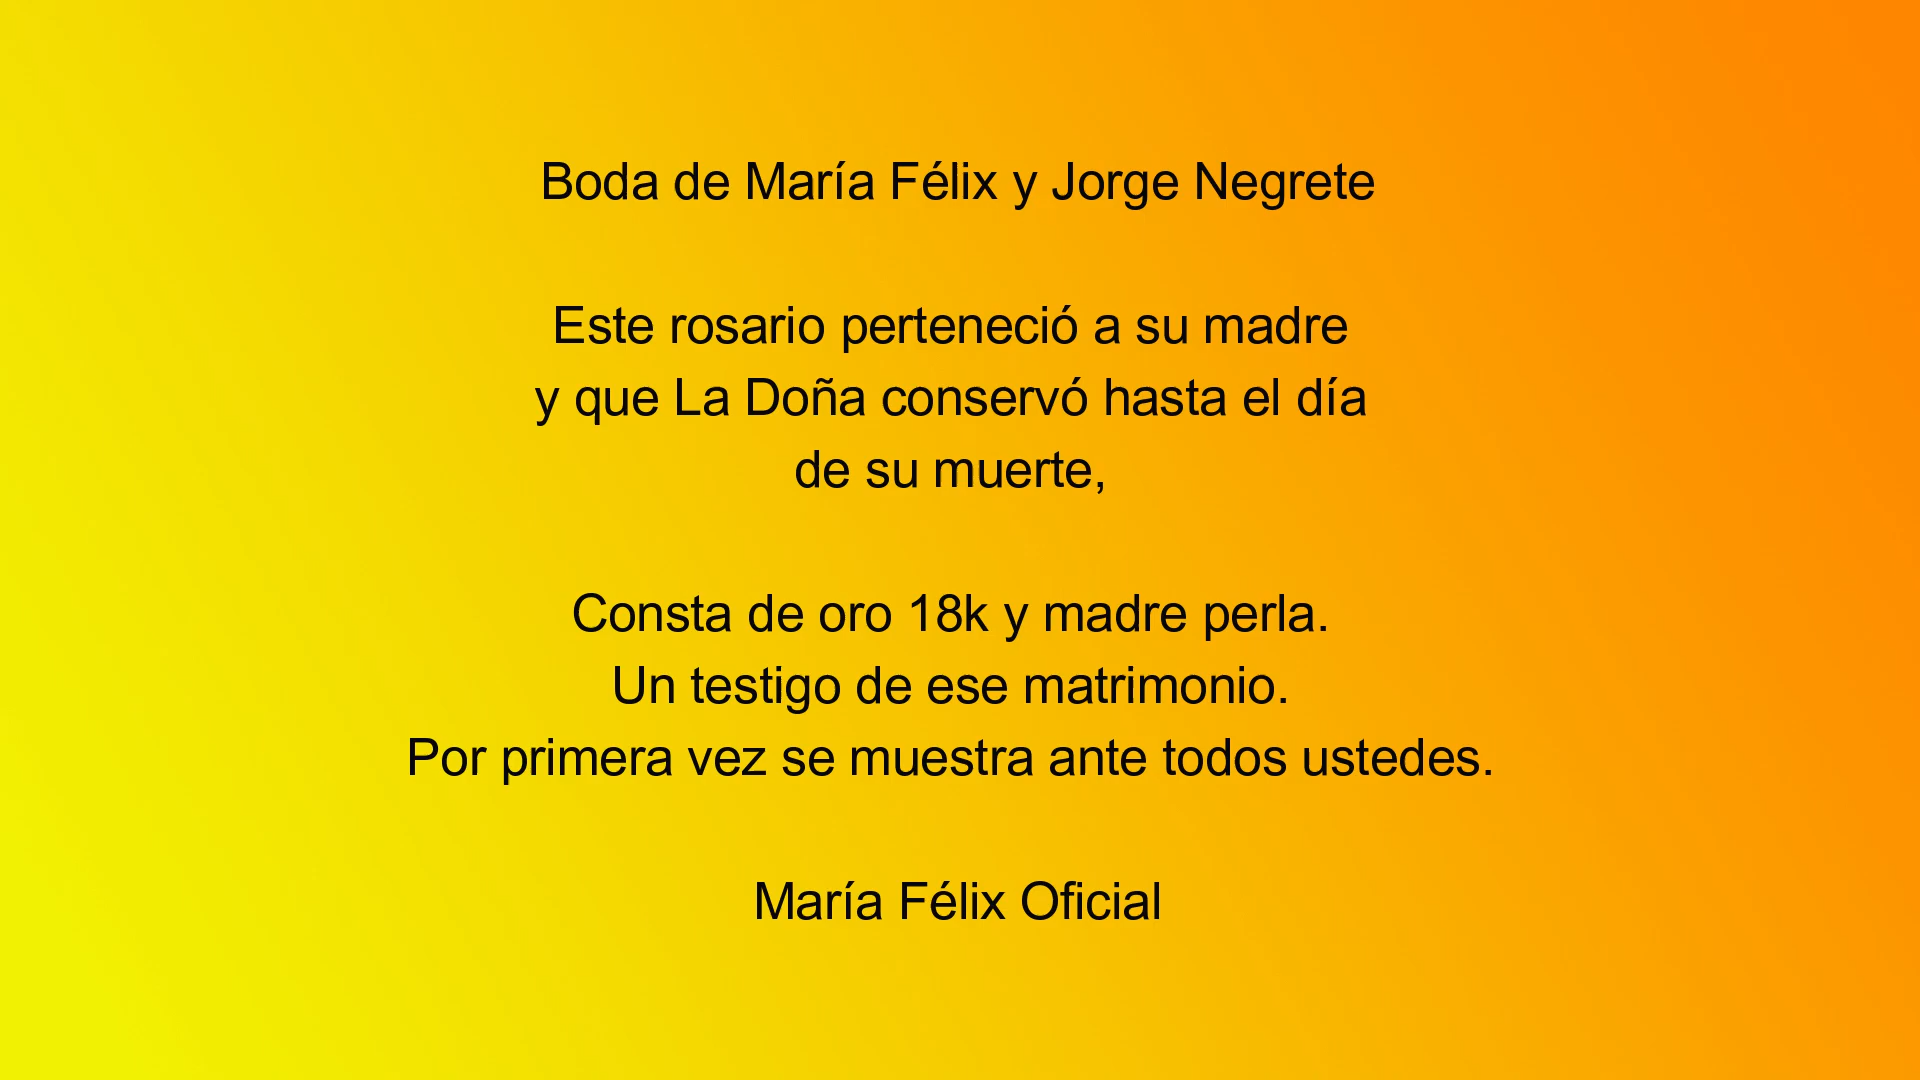 Boda de María Félix y Jorge Negrete
Este rosario perteneció a su madre
y que La Doña conservó hasta el día
de su muerte,
Consta de oro 18k y madre perla.
Un testigo de ese matrimonio.
Por primera vez se muestra ante todos ustedes.
María Félix Oficial